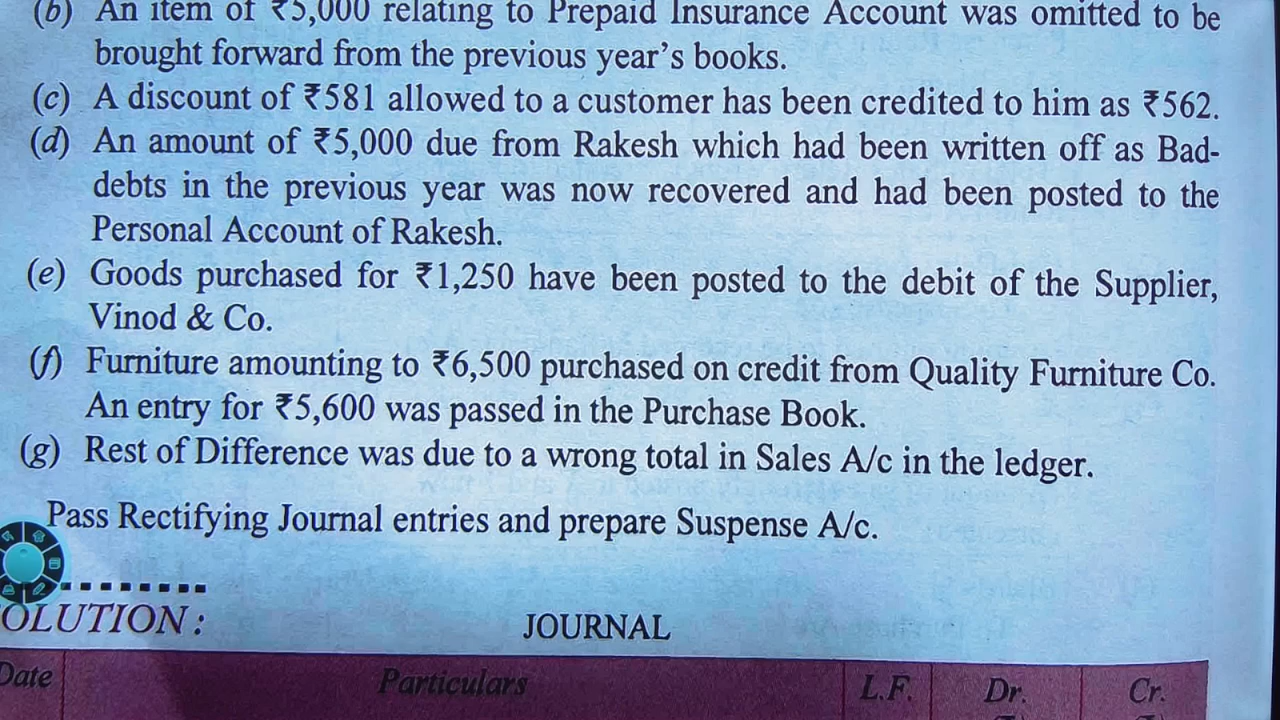 (b) An item of ₹5,000 relating to Prepaid Insurance Account was omitted to be
brought forward from the previous year's books.
(c) A discount of ₹581 allowed to a customer has been credited to him as ₹562.
(d) An amount of ₹5,000 due from Rakesh which had been written off as Bad-
debts in the previous year was now recovered and had been posted to the
Personal Account of Rakesh.
(e) Goods purchased for ₹1,250 have been posted to the debit of the Supplier,
Vinod & Co.
(f) Furniture amounting to ₹6,500 purchased on credit from Quality Furniture Co.
An entry for ₹5,600 was passed in the Purchase Book.
(g) Rest of Difference was due to a wrong total in Sales A/c in the ledger.
Pass Rectifying Journal entries and prepare Suspense A/c.
OLUTION:
JOURNAL
Date Particulars L.F. Dr. Cr.